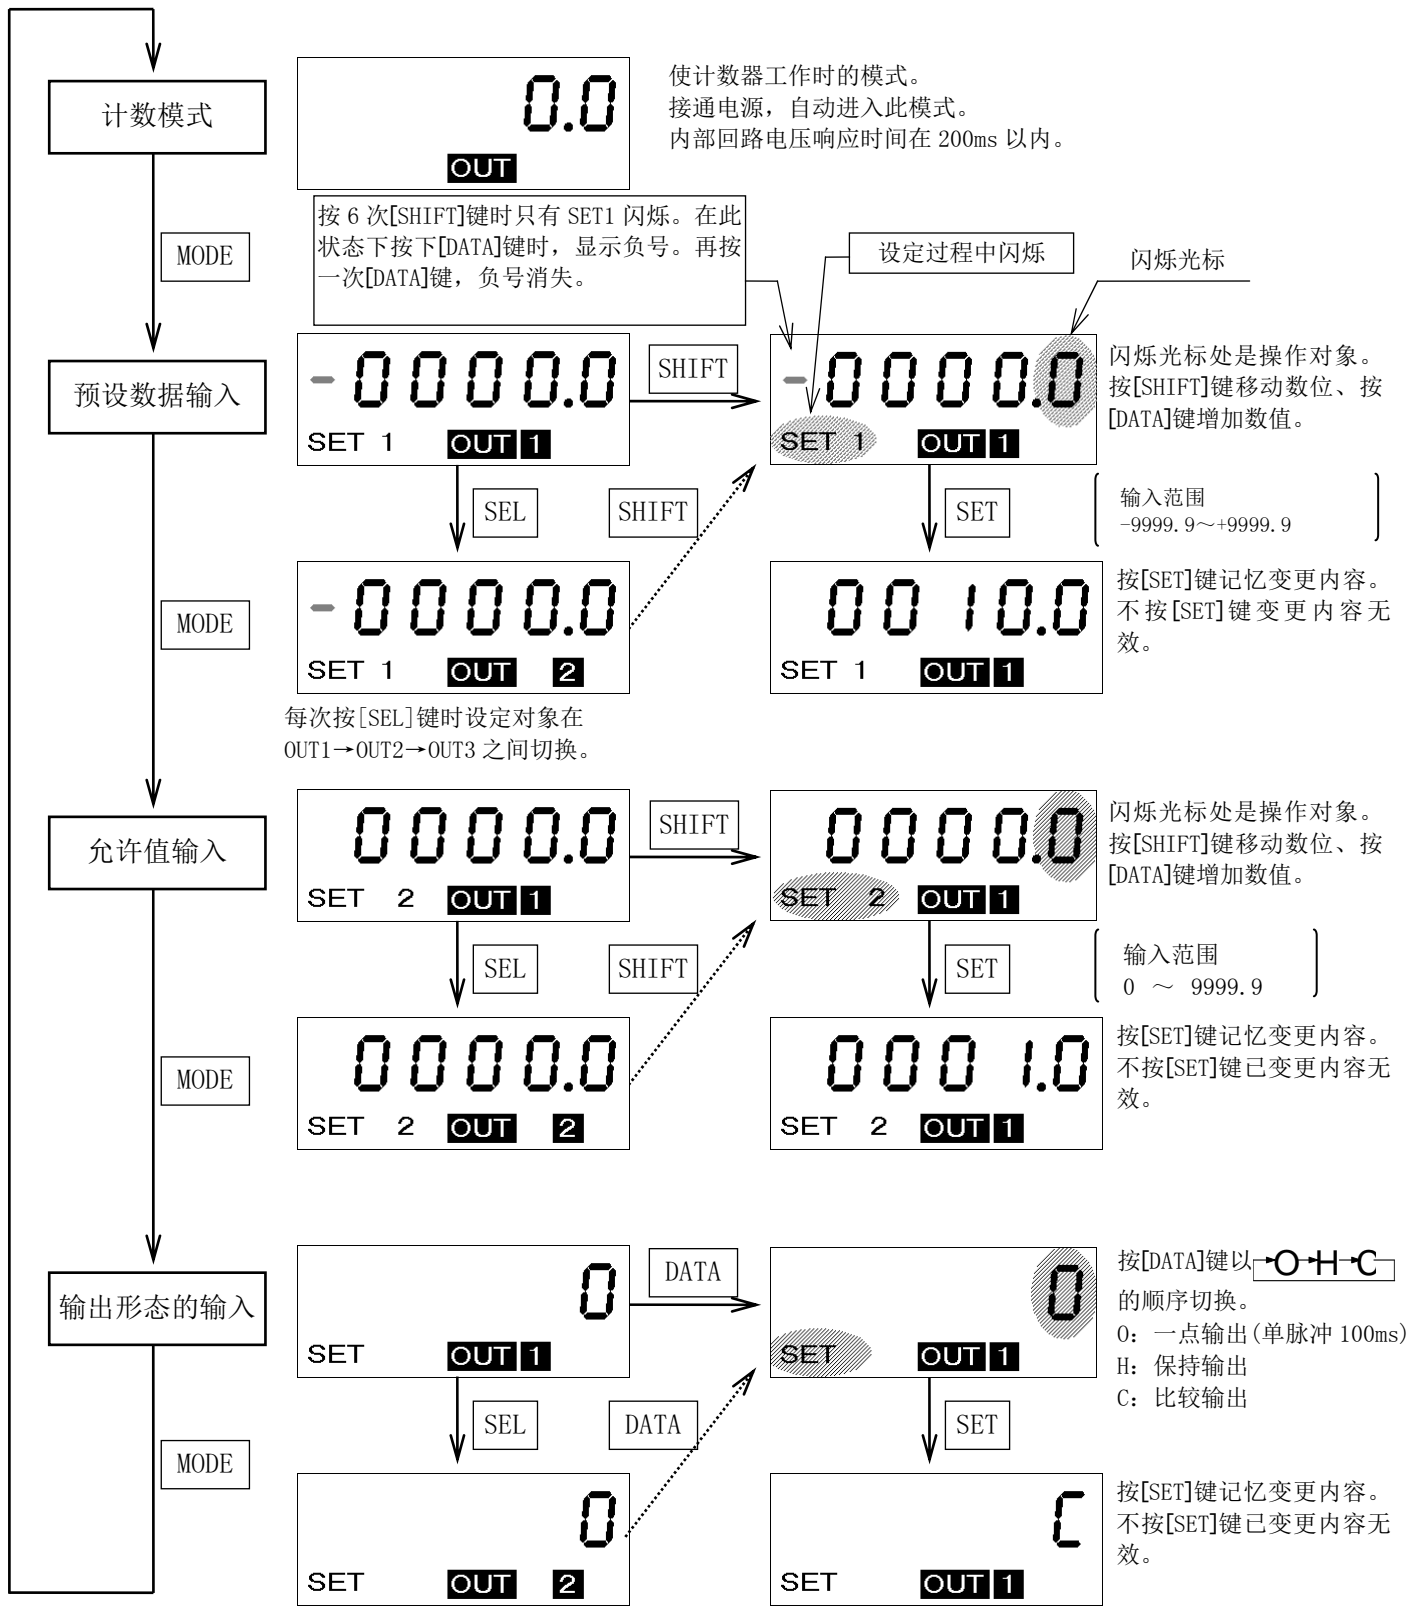 计数模式
0.0
OUT
使计数器工作时的模式。
接通电源，自动进入此模式。
内部回路电压响应时间在 200ms 以内。
MODE
按 6 次[SHIFT]键时只有 SET1 闪烁。在此
状态下按下[DATA]键时，显示负号。再按
一次[DATA]键，负号消失。
设定过程中闪烁
闪烁光标
预设数据输入
-0000.0
SET 1 OUT 1
SHIFT
-0000.0
SET 1 OUT 1
闪烁光标处是操作对象。
按[SHIFT]键移动数位、按
[DATA]键增加数值。
SEL
SHIFT
SET
输入范围
-9999.9～+9999.9
MODE
-0000.0
SET 1 OUT 2
0010.0
SET 1 OUT 1
按[SET]键记忆变更内容。
不按[SET]键变更内容无
效。
每次按[SEL]键时设定对象在
OUT1→OUT2→OUT3 之间切换。
允许值输入
0000.0
SET 2 OUT 1
SHIFT
0000.0
SET 2 OUT 1
闪烁光标处是操作对象。
按[SHIFT]键移动数位、按
[DATA]键增加数值。
SEL
SHIFT
SET
输入范围
0 ～ 9999.9
MODE
0000.0
SET 2 OUT 2
0001.0
SET 2 OUT 1
按[SET]键记忆变更内容。
不按[SET]键已变更内容无
效。
输出形态的输入
0
SET OUT 1
DATA
0
SET OUT 1
按[DATA]键以→O→H→C
的顺序切换。
O：一点输出(单脉冲 100ms)
H：保持输出
C：比较输出
SEL
DATA
SET
MODE
0
SET OUT 2
C
SET OUT 1
按[SET]键记忆变更内容。
不按[SET]键已变更内容无
效。